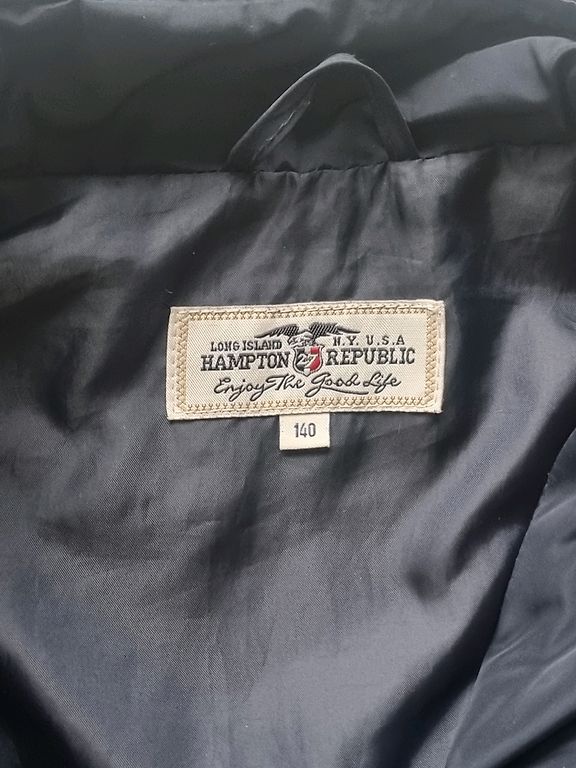 LONG ISLAND N.Y. U.S.A
HAMPTON REPUBLIC
Enjoy The Good Life
140